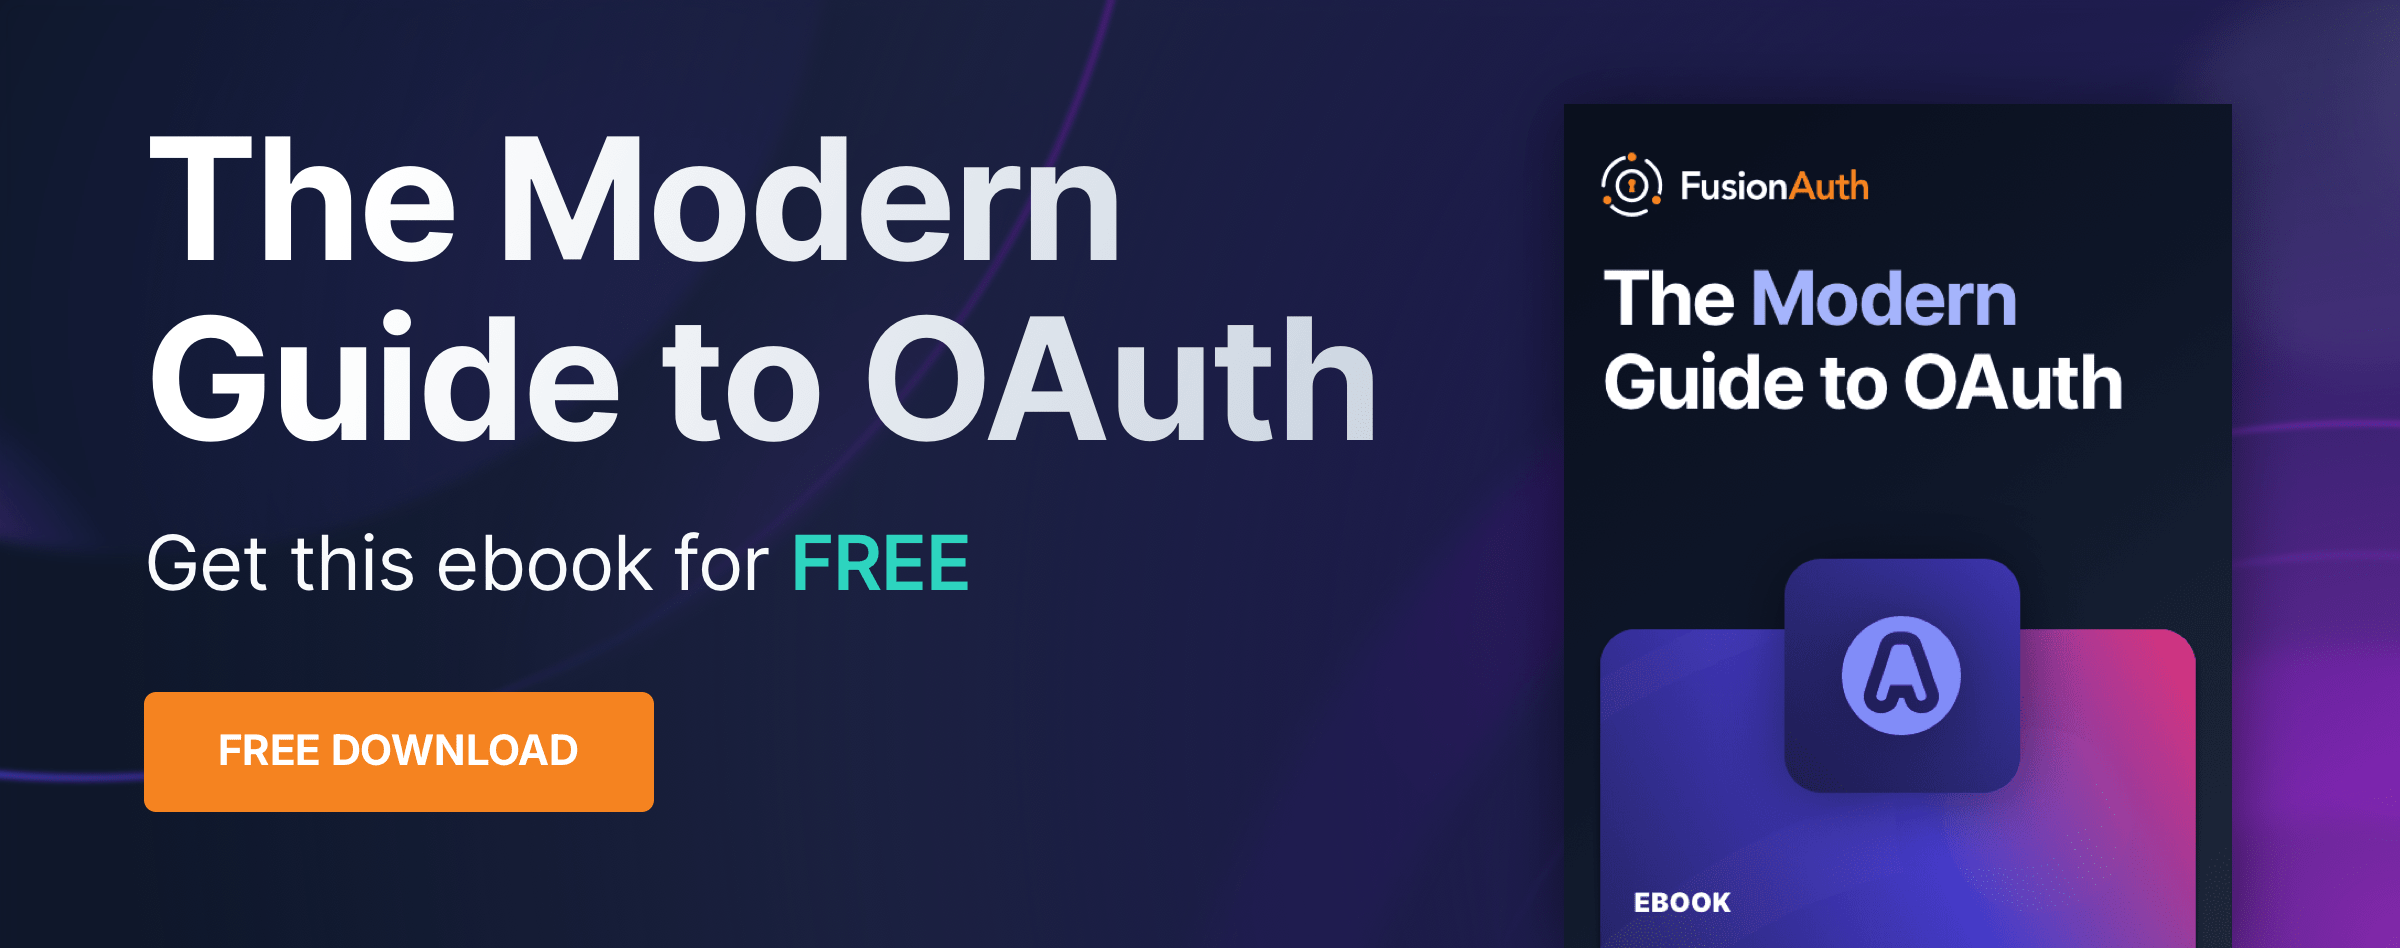 The Modern
Guide to OAuth
Get this ebook for FREE
FREE DOWNLOAD
FusionAuth
The Modern
Guide to OAuth
A
EBOOK